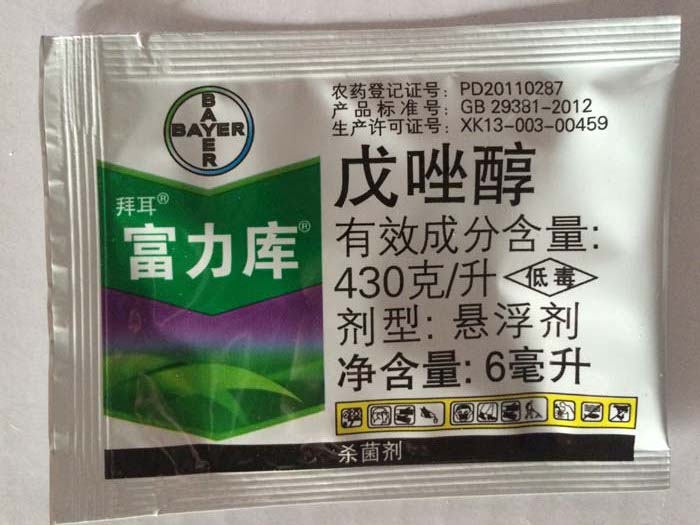 农药登记证号: PD20110287
产品标准号: GB 29381-2012
生产许可证号: XK13-003-00459
BAYER
BAYER
拜耳®
富力库®
戊唑醇
有效成分含量:
430克/升 低毒
剂型: 悬浮剂
净含量: 6毫升
杀菌剂